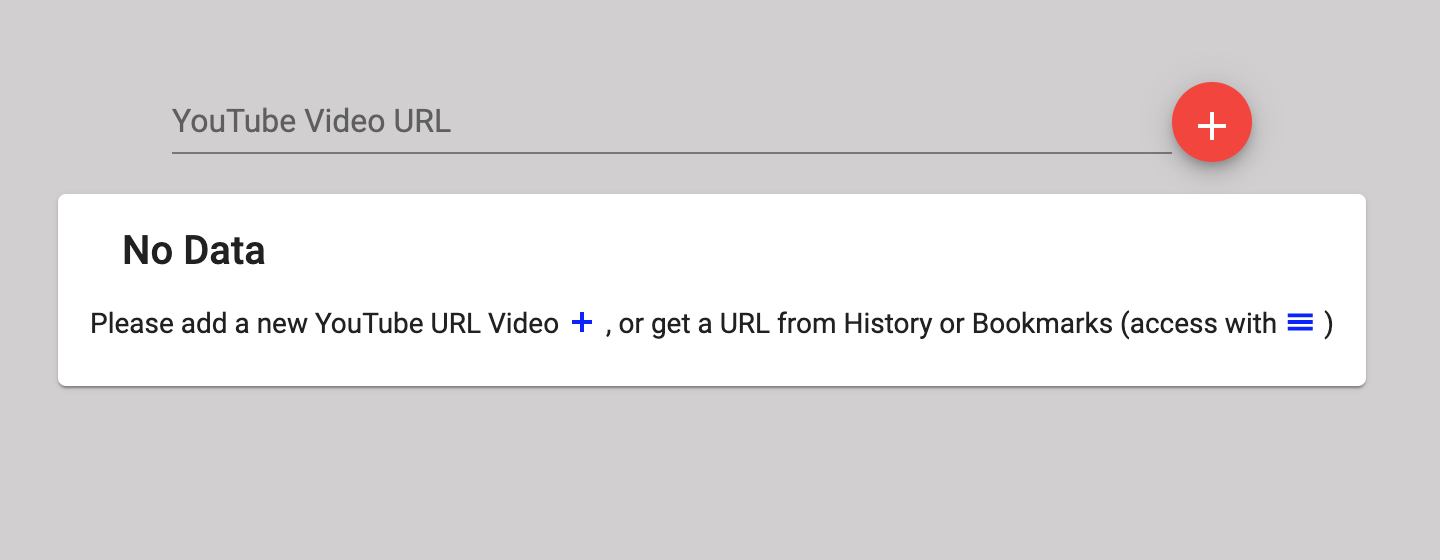 YouTube Video URL
No Data
Please add a new YouTube URL Video + , or get a URL from History or Bookmarks (access with ≡ )